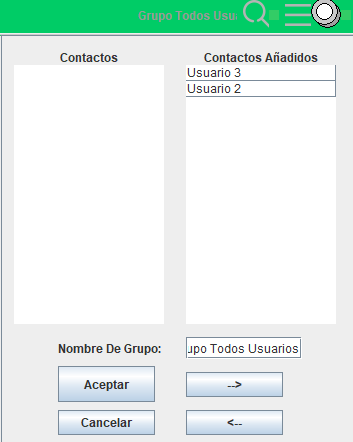 Grupo Todos Usu
Contactos
Contactos Añadidos
Usuario 3
Usuario 2
Nombre De Grupo:
upo Todos Usuarios
Aceptar
-->
Cancelar
<--